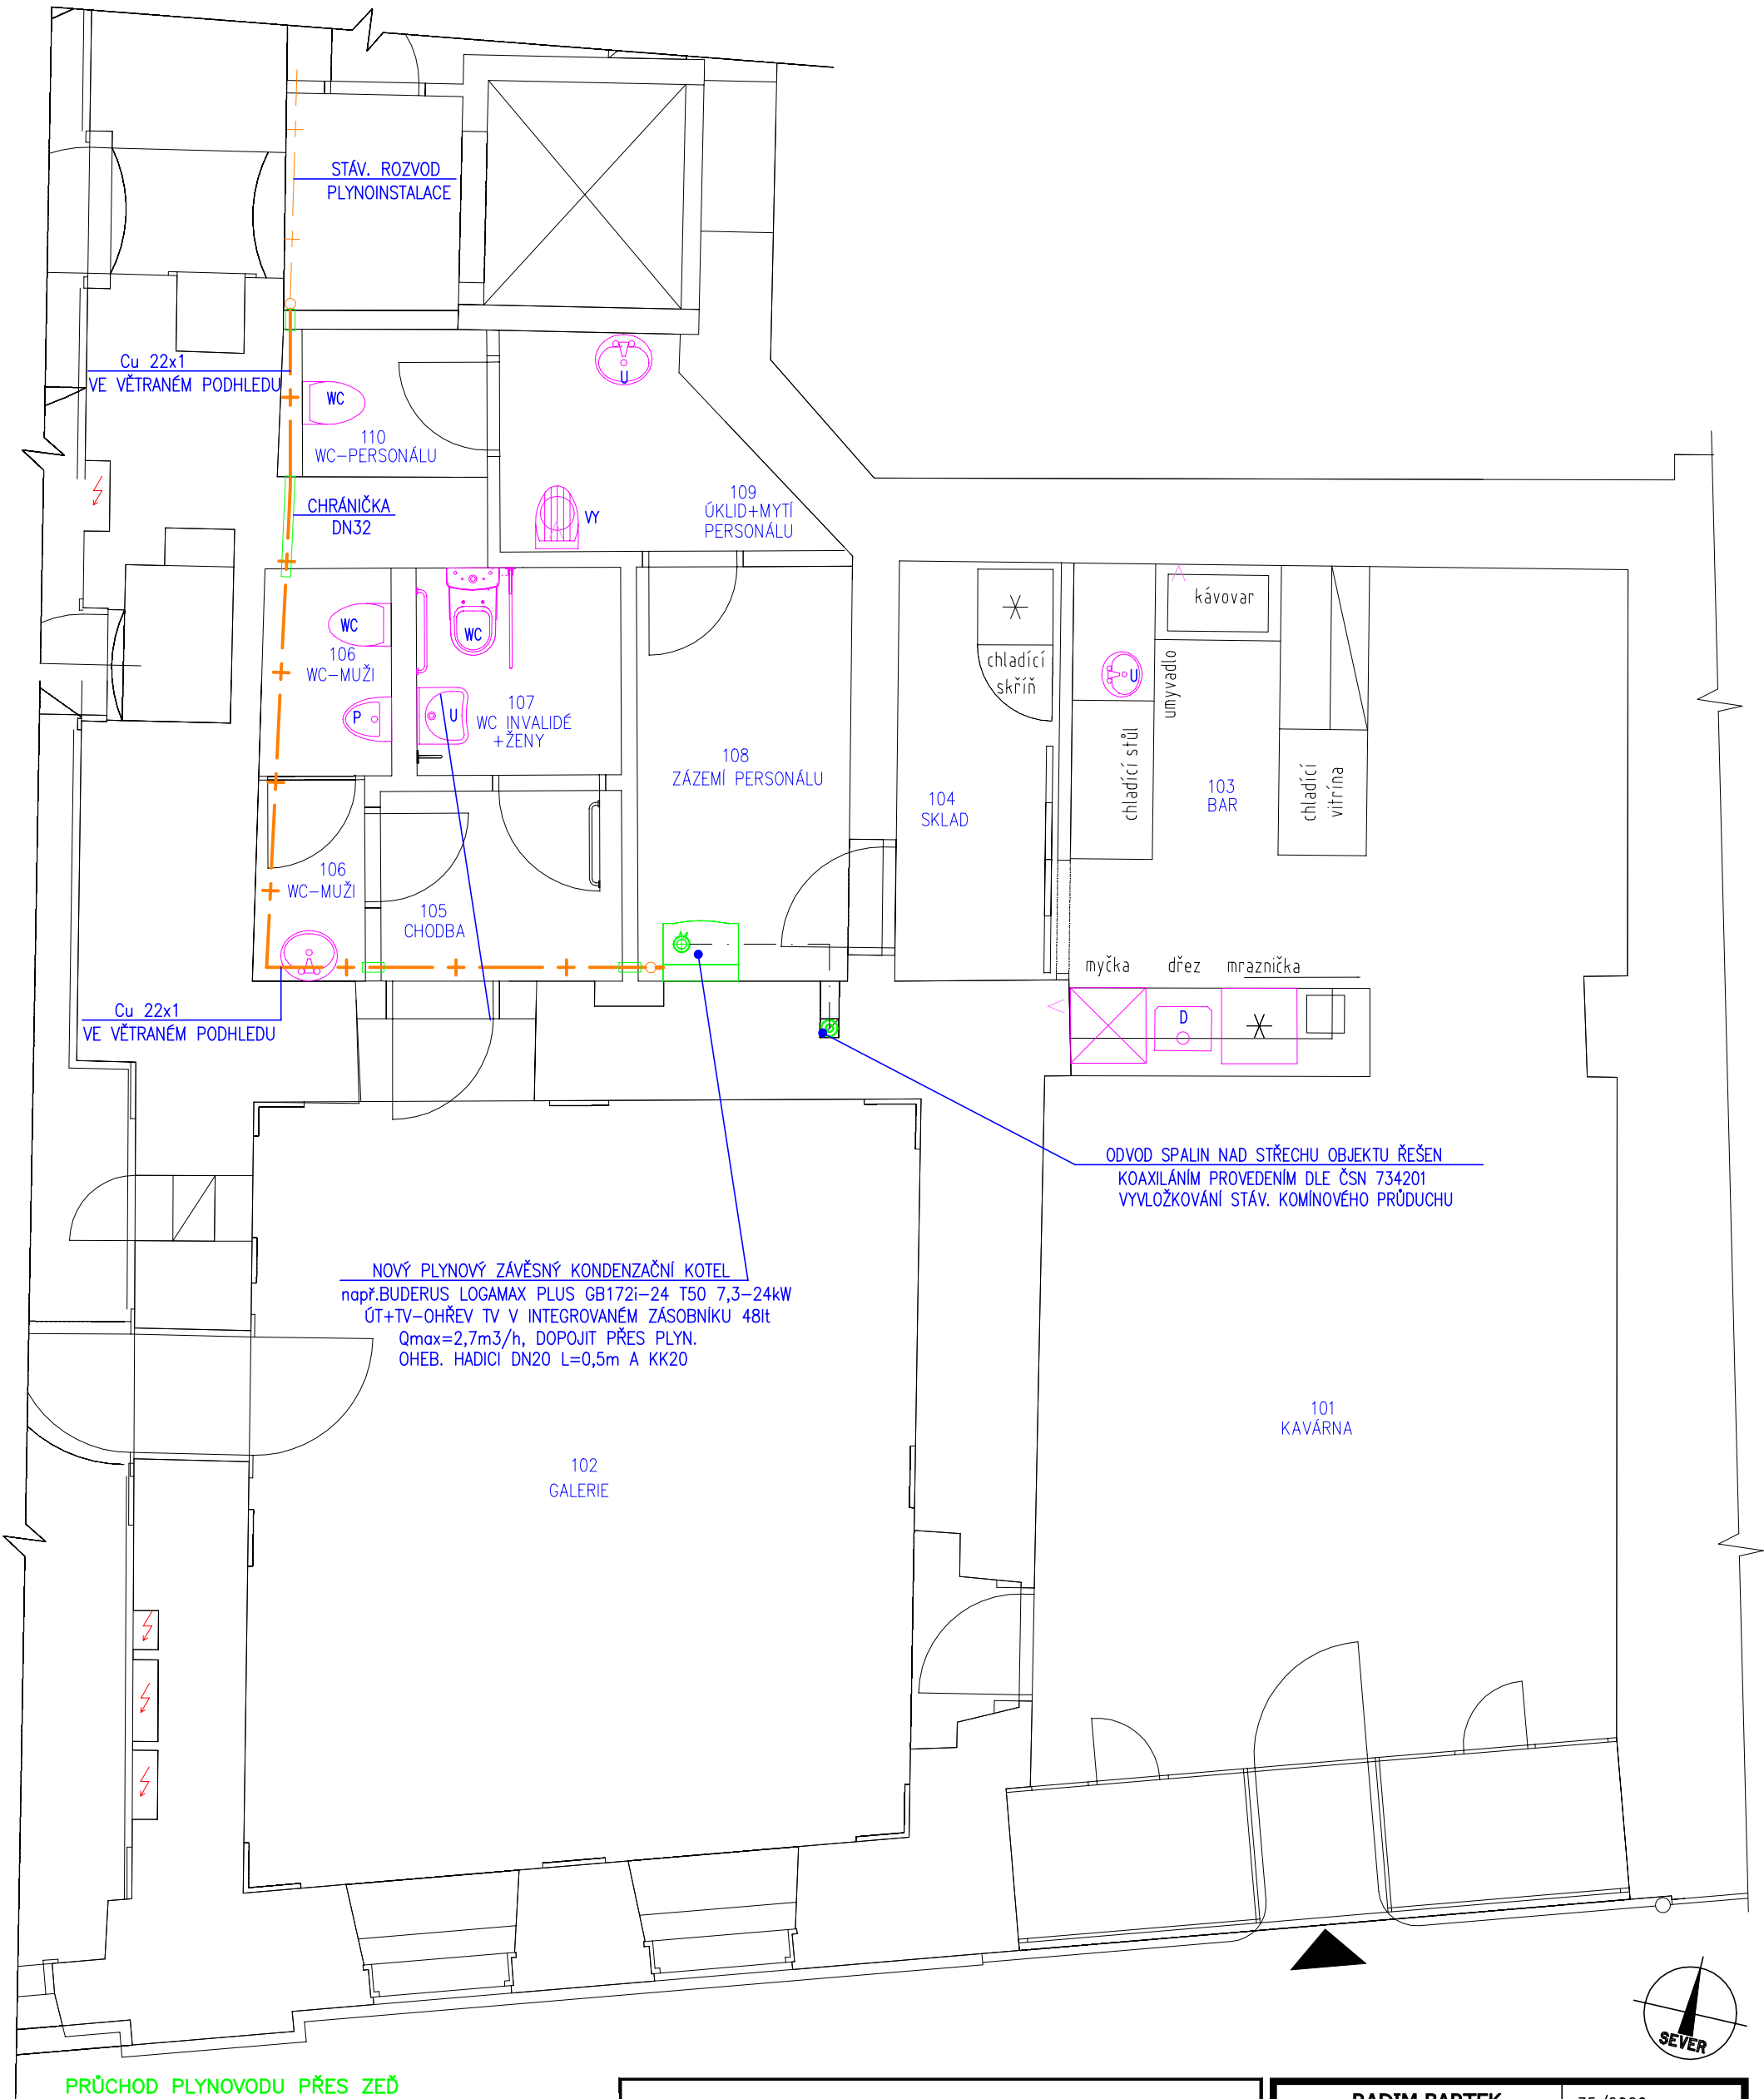 STÁV. ROZVOD
PLYNOINSTALACE
Cu 22x1
VE VĚTRANÉM PODHLEDU
U
WC
110
WC-PERSONÁLU
CHRÁNIČKA
DN32
VY
109
ÚKLID+MYTÍ
PERSONÁLU
WC
106
WC-MUŽI
P
WC
107
WC INVALIDÉ
+ŽENY
U
108
ZÁZEMÍ PERSONÁLU
104
SKLAD
chladící
skříň
kávovar
U
umyvadlo
chladící stůl
103
BAR
chladící
vitrína
106
WC-MUŽI
105
CHODBA
myčka dřez mraznička
D
Cu 22x1
VE VĚTRANÉM PODHLEDU
ODVOD SPALIN NAD STŘECHU OBJEKTU ŘEŠEN
KOAXILÁNÍM PROVEDENÍM DLE ČSN 734201
VYVLOŽKOVÁNÍ STÁV. KOMÍNOVÉHO PRŮDUCHU
NOVÝ PLYNOVÝ ZÁVĚSNÝ KONDENZAČNÍ KOTEL
např.BUDERUS LOGAMAX PLUS GB172i-24 T50 7,3-24kW
ÚT+TV-OHŘEV TV V INTEGROVANÉM ZÁSOBNÍKU 48lt
Qmax=2,7m3/h, DOPOJIT PŘES PLYN.
OHEB. HADICI DN20 L=0,5m A KK20
101
KAVÁRNA
102
GALERIE
SEVER
PRŮCHOD PLYNOVODU PŘES ZEĎ
RADIM BARTEK